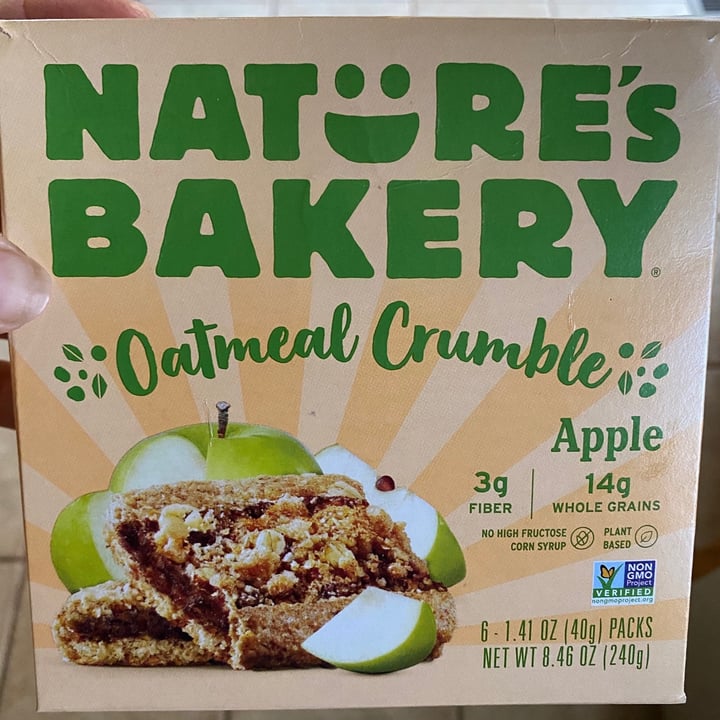 NATURE'S
BAKERY®
Oatmeal Crumble
Apple
3g FIBER
14g WHOLE GRAINS
NO HIGH FRUCTOSE
CORN SYRUP
PLANT
BASED
NON
GMO
Project
VERIFIED
nongmoproject.org
6 - 1.41 OZ (40g) PACKS
NET WT 8.46 OZ (240g)